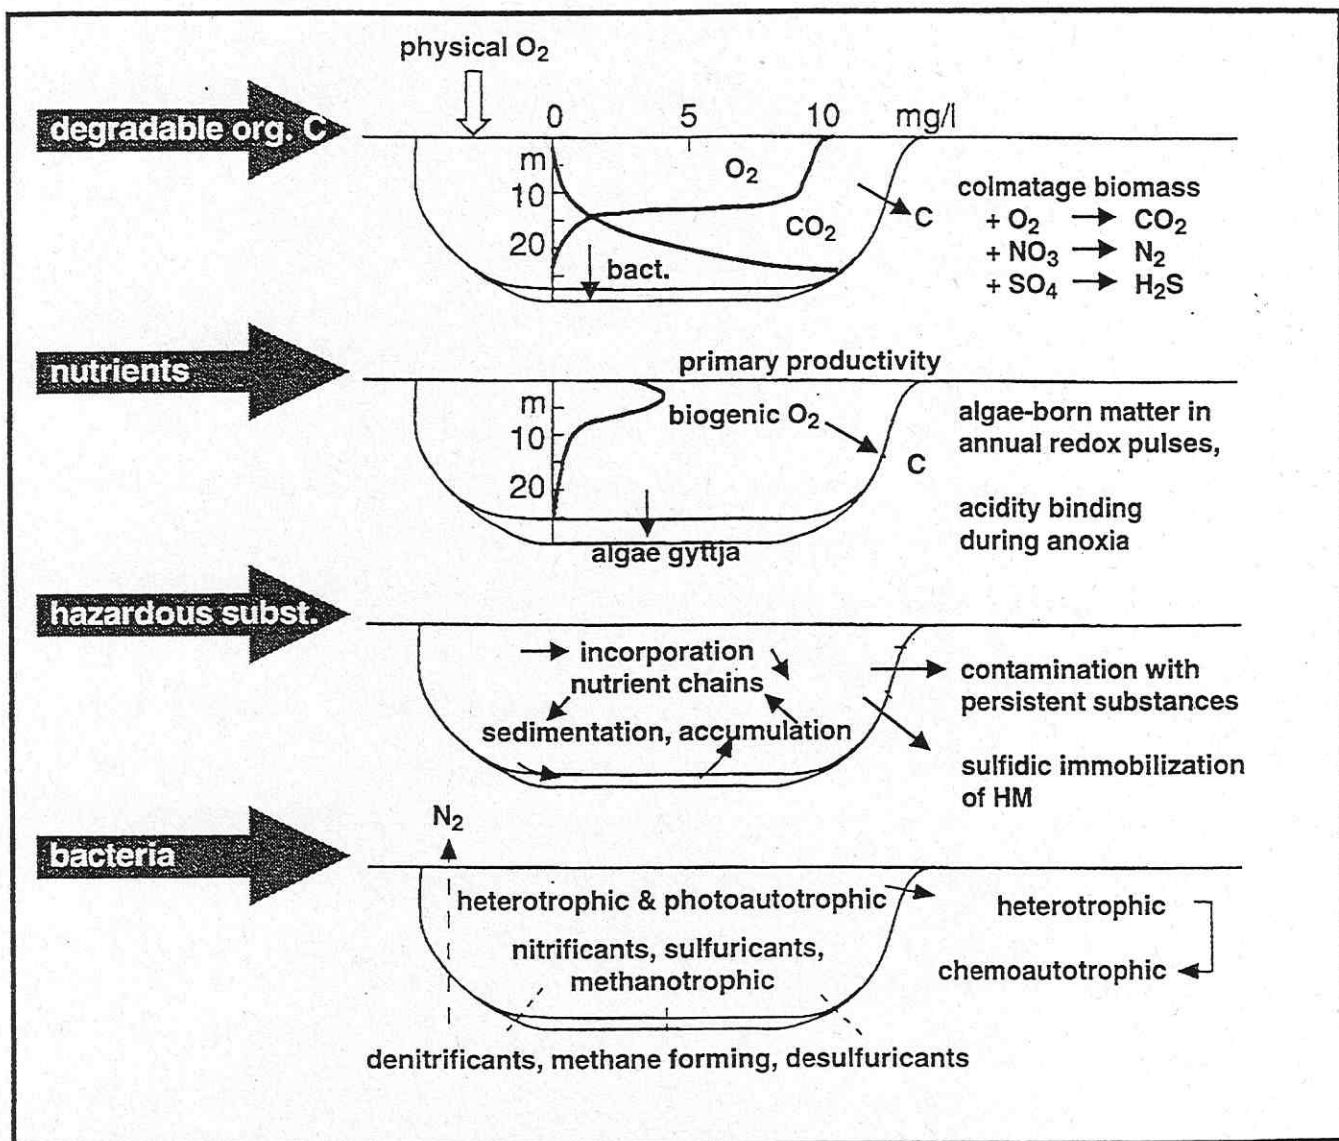 physical O₂
degradable org. C
0 5 10 mg/l
m
10
20
O₂
CO₂
bact.
C
colmatage biomass
+ O₂ → CO₂
+ NO₃ → N₂
+ SO₄ → H₂S
nutrients
primary productivity
m
10
20
biogenic O₂
C
algae gyttja
algae-born matter in
annual redox pulses,
acidity binding
during anoxia
hazardous subst.
incorporation
nutrient chains
sedimentation, accumulation
contamination with
persistent substances
sulfidic immobilization
of HM
bacteria
N₂
heterotrophic & photoautotrophic
nitrificants, sulfuricants,
methanotrophic
denitrificants, methane forming, desulfuricants
heterotrophic
chemoautotrophic